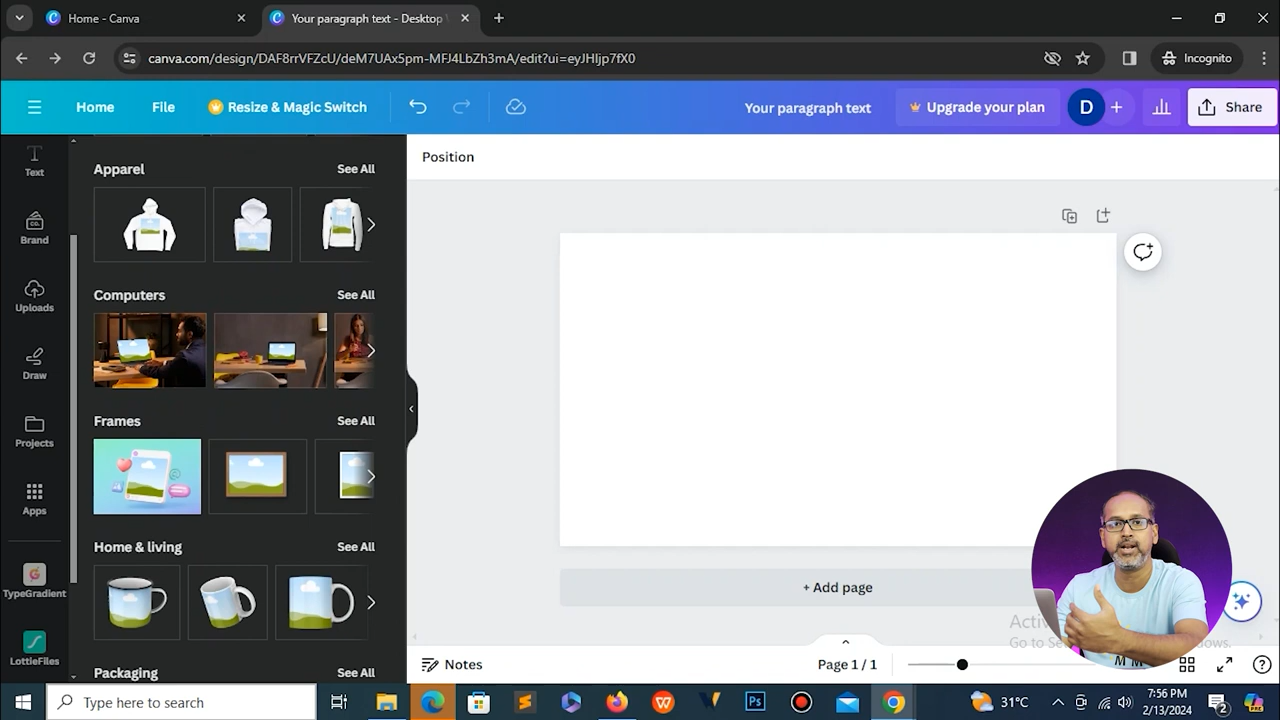 Home - Canva
Your paragraph text - Desktop
canva.com/design/DAF8rrVFZcU/deM7UAx5pm-MFJ4LbZh3mA/edit?ui=eyJHIjp7fX0
Incognito
Home
File
Resize & Magic Switch
Your paragraph text
Upgrade your plan
D
Share
Text
Brand
Uploads
Draw
Projects
Apps
TypeGradient
LottieFiles
Apparel
See All
Computers
See All
Frames
See All
Home & living
See All
Packaging
See All
Position
+ Add page
Notes
Page 1 / 1
Type here to search
31°C
7:56 PM
2/13/2024
2